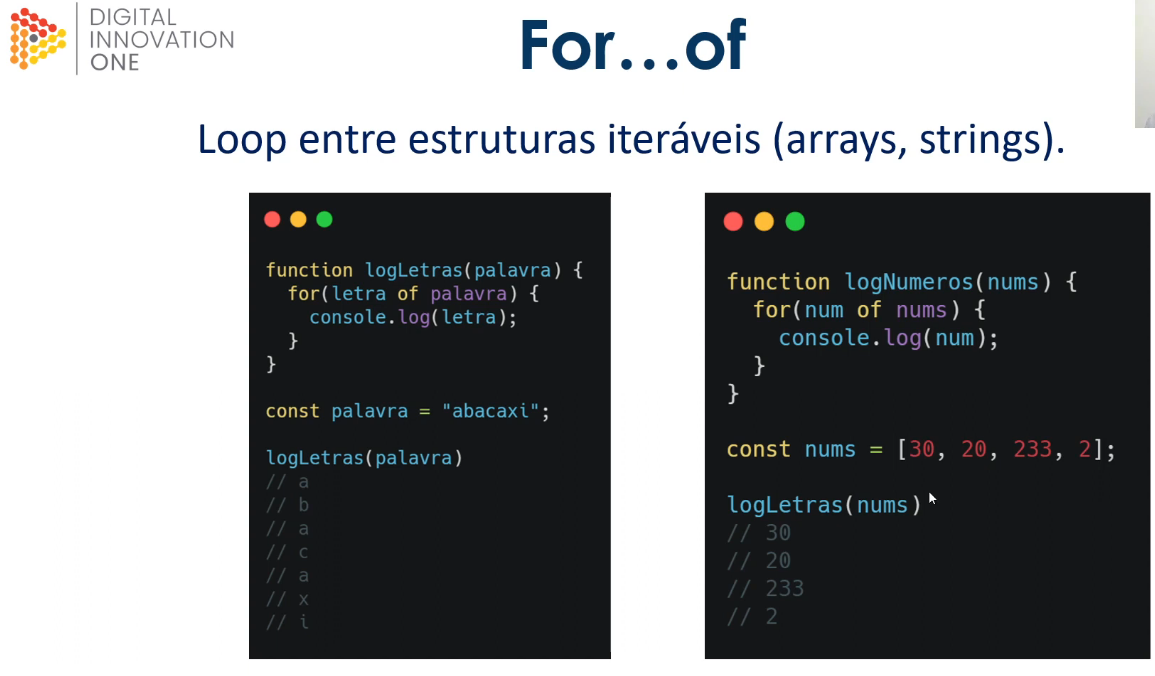 DIGITAL
INNOVATION
ONE
For...of
Loop entre estruturas iteráveis (arrays, strings).
function logLetras(palavra) {
  for(letra of palavra) {
    console.log(letra);
  }
}
const palavra = "abacaxi";
logLetras(palavra)
// a
// b
// a
// c
// a
// x
// i
function logNumeros(nums) {
  for(num of nums) {
    console.log(num);
  }
}
const nums = [30, 20, 233, 2];
logLetras(nums)
// 30
// 20
// 233
// 2